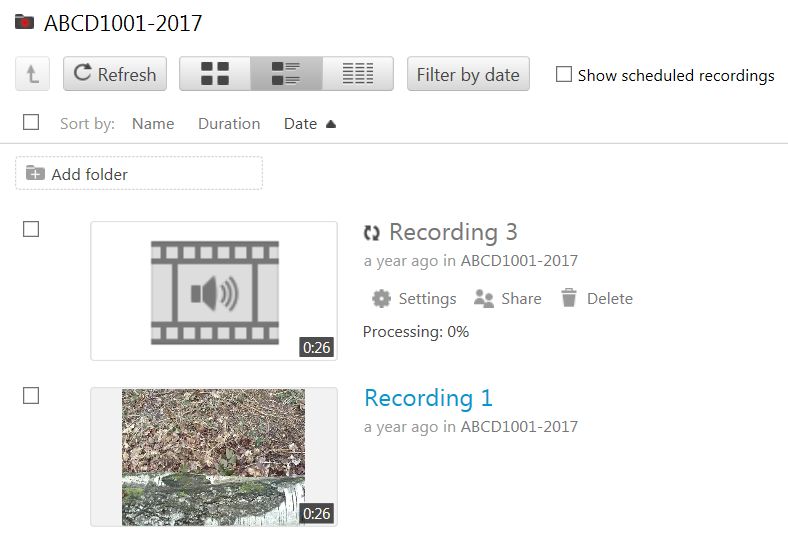 ABCD1001-2017
Refresh
Filter by date
Show scheduled recordings
Sort by: Name Duration Date
Add folder
Recording 3
a year ago in ABCD1001-2017
Settings Share Delete
Processing: 0%
0:26
Recording 1
a year ago in ABCD1001-2017
0:26